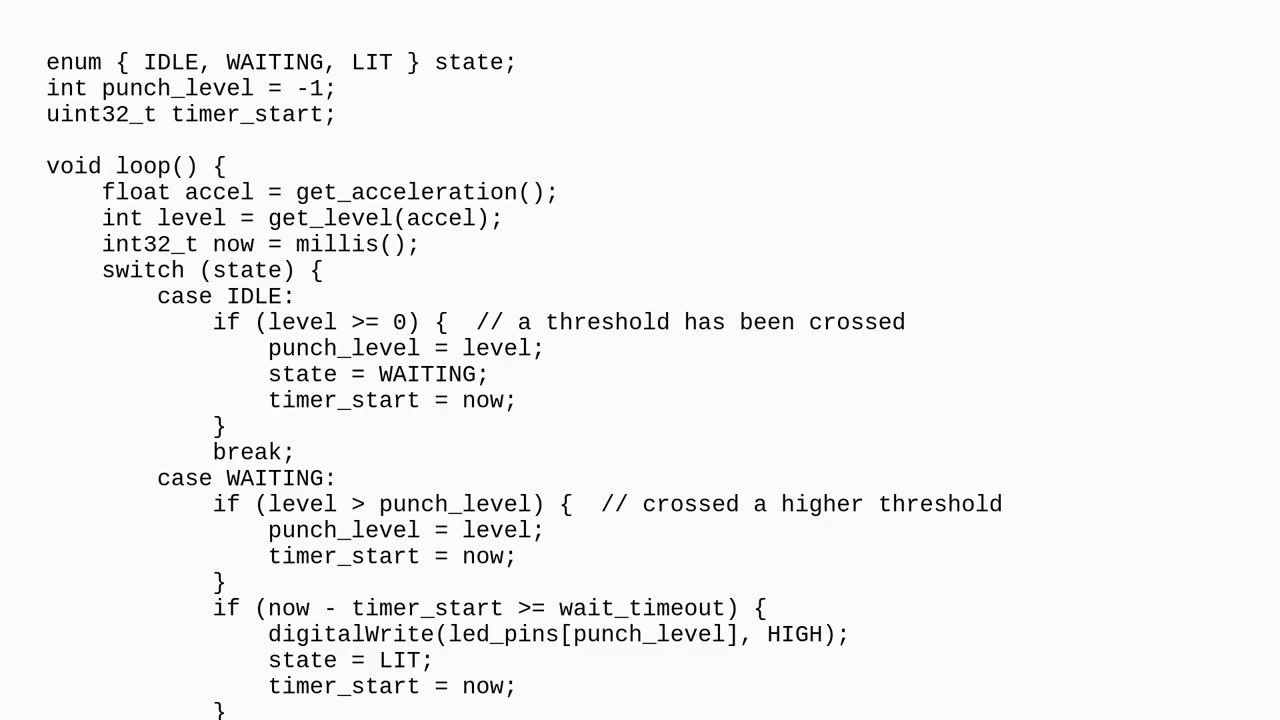 enum { IDLE, WAITING, LIT } state;
int punch_level = -1;
uint32_t timer_start;

void loop() {
    float accel = get_acceleration();
    int level = get_level(accel);
    int32_t now = millis();
    switch (state) {
        case IDLE:
            if (level >= 0) {  // a threshold has been crossed
                punch_level = level;
                state = WAITING;
                timer_start = now;
            }
            break;
        case WAITING:
            if (level > punch_level) {  // crossed a higher threshold
                punch_level = level;
                timer_start = now;
            }
            if (now - timer_start >= wait_timeout) {
                digitalWrite(led_pins[punch_level], HIGH);
                state = LIT;
                timer_start = now;
            }